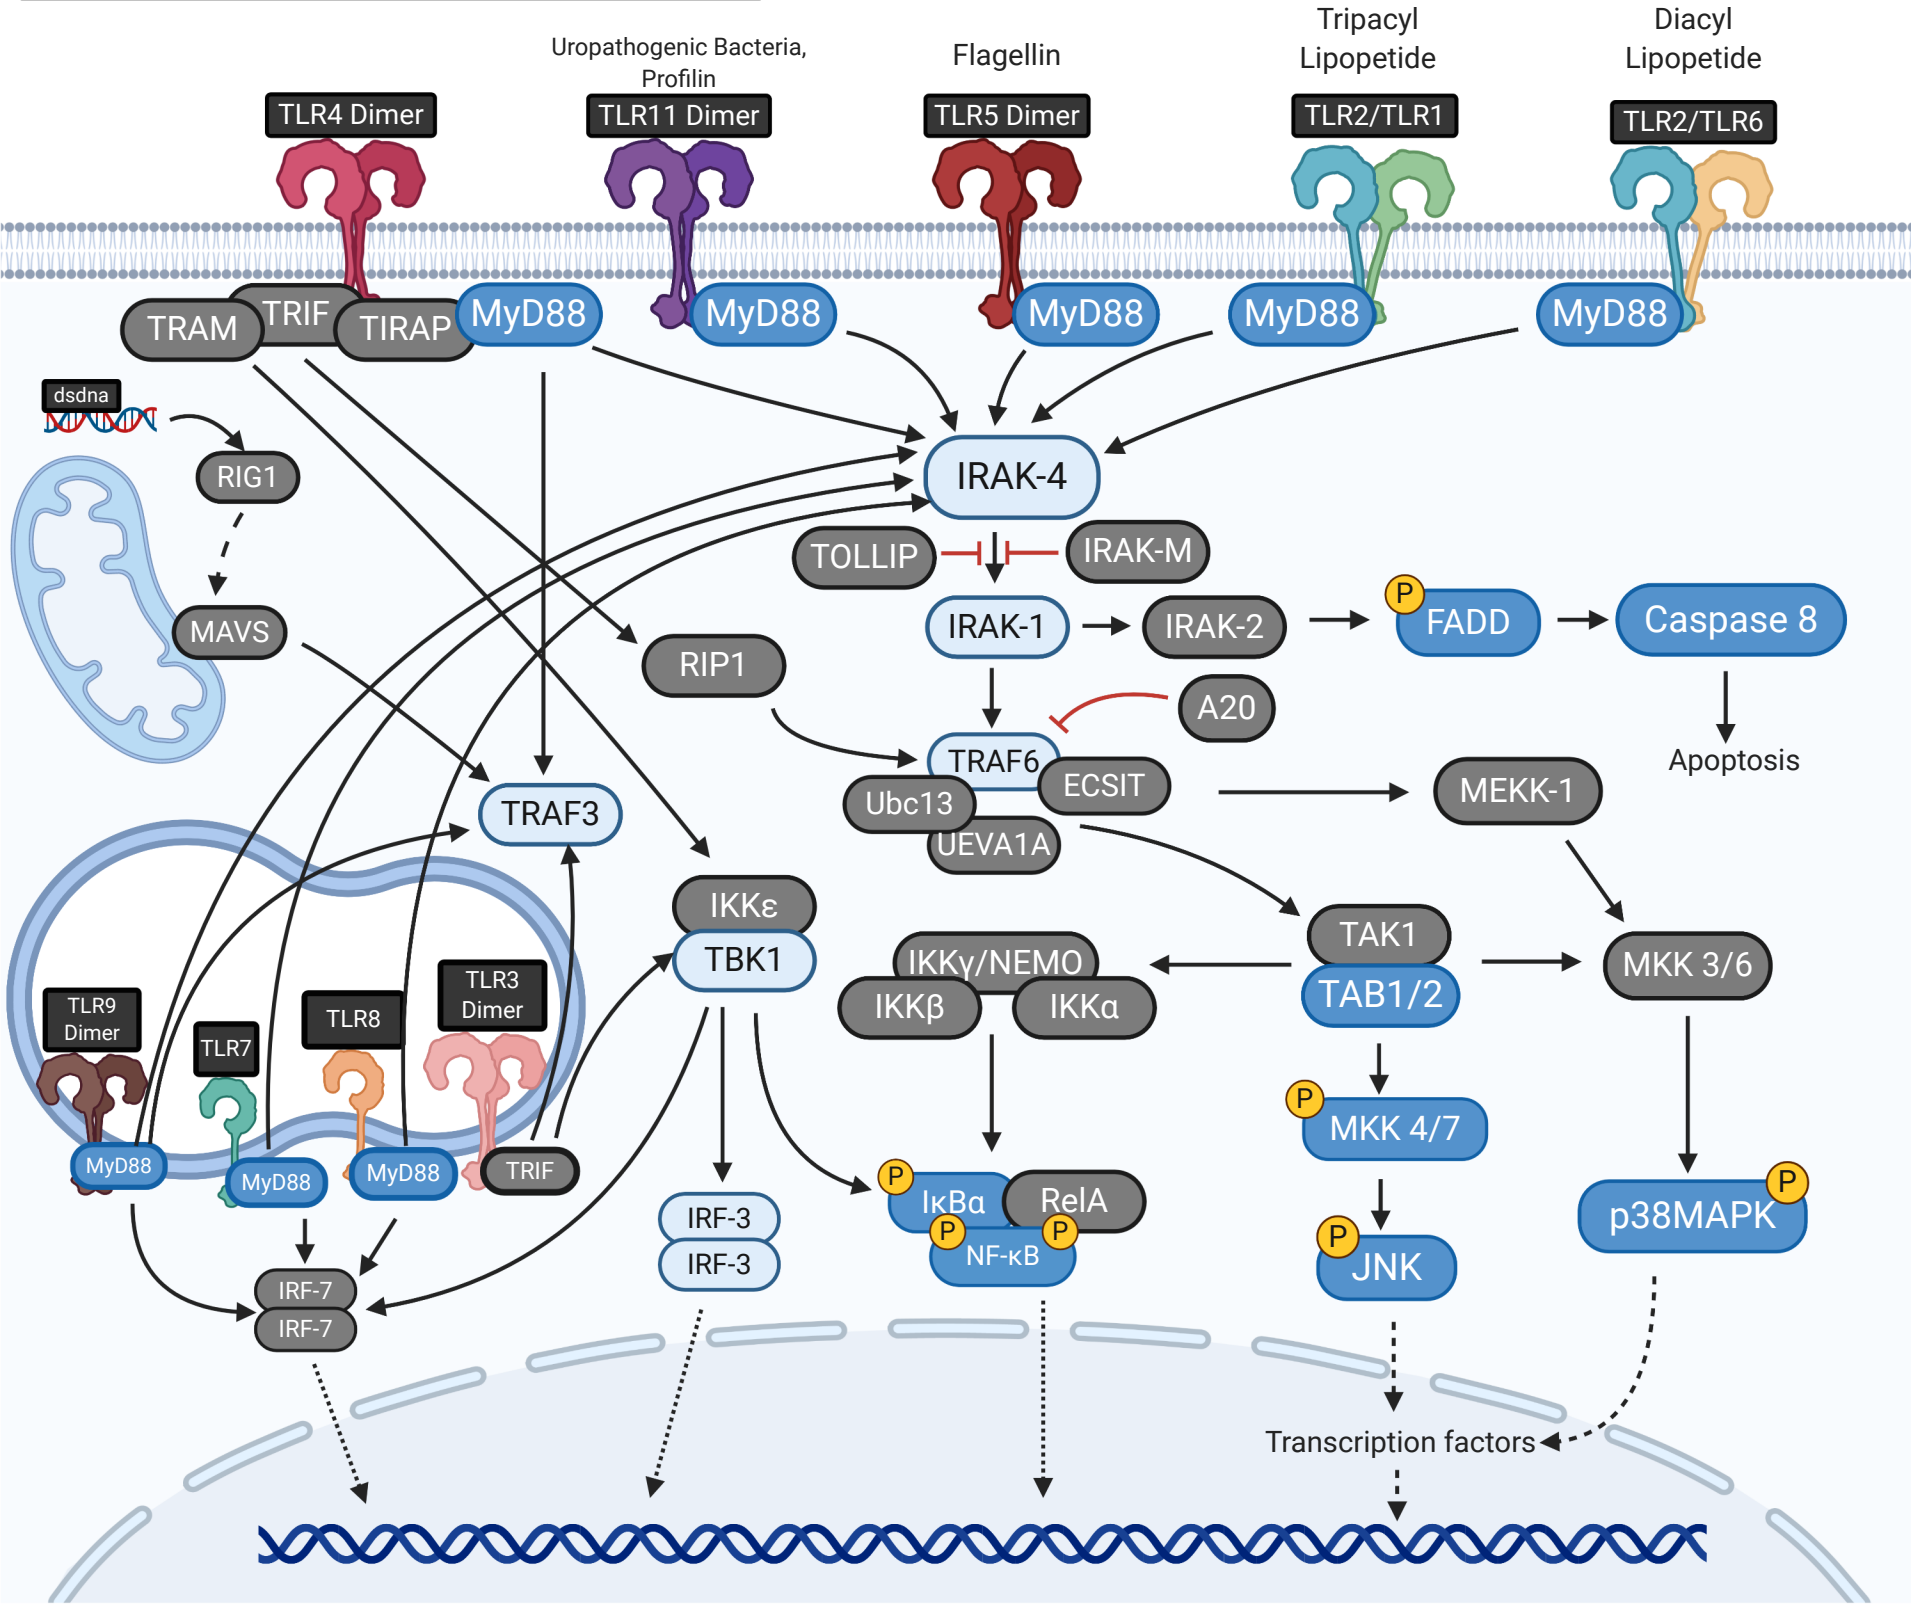 Tripacyl
Lipopetide
Diacyl
Lipopetide
Uropathogenic Bacteria,
Profilin
Flagellin
TLR4 Dimer
TLR11 Dimer
TLR5 Dimer
TLR2/TLR1
TLR2/TLR6
TRAM
TRIF
TIRAP
MyD88
MyD88
MyD88
MyD88
MyD88
dsdna
RIG1
IRAK-4
TOLLIP
IRAK-M
MAVS
IRAK-1
IRAK-2
P
FADD
Caspase 8
RIP1
A20
Apoptosis
TRAF6
ECSIT
Ubc13
UEVA1A
MEKK-1
TRAF3
IKKε
TBK1
IKKγ/NEMO
IKKβ
IKKα
TAK1
TAB1/2
MKK 3/6
TLR9
Dimer
TLR7
TLR8
TLR3
Dimer
MyD88
MyD88
MyD88
TRIF
P
MKK 4/7
IRF-3
IRF-3
P
IκBα
RelA
P
P
NF-κB
P
JNK
P
p38MAPK
IRF-7
IRF-7
Transcription factors